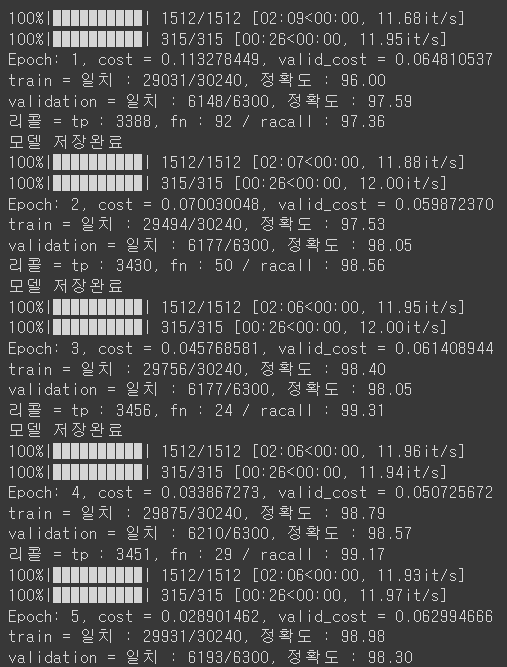 100%|██████████| 1512/1512 [02:09<00:00, 11.68it/s]
100%|██████████| 315/315 [00:26<00:00, 11.95it/s]
Epoch: 1, cost = 0.113278449, valid_cost = 0.064810537
train = 일치 : 29031/30240, 정확도 : 96.00
validation = 일치 : 6148/6300, 정확도 : 97.59
리콜 = tp : 3388, fn : 92 / racall : 97.36
모델 저장완료
100%|██████████| 1512/1512 [02:07<00:00, 11.88it/s]
100%|██████████| 315/315 [00:26<00:00, 12.00it/s]
Epoch: 2, cost = 0.070030048, valid_cost = 0.059872370
train = 일치 : 29494/30240, 정확도 : 97.53
validation = 일치 : 6177/6300, 정확도 : 98.05
리콜 = tp : 3430, fn : 50 / racall : 98.56
모델 저장완료
100%|██████████| 1512/1512 [02:06<00:00, 11.95it/s]
100%|██████████| 315/315 [00:26<00:00, 12.00it/s]
Epoch: 3, cost = 0.045768581, valid_cost = 0.061408944
train = 일치 : 29756/30240, 정확도 : 98.40
validation = 일치 : 6177/6300, 정확도 : 98.05
리콜 = tp : 3456, fn : 24 / racall : 99.31
모델 저장완료
100%|██████████| 1512/1512 [02:06<00:00, 11.96it/s]
100%|██████████| 315/315 [00:26<00:00, 11.94it/s]
Epoch: 4, cost = 0.033867273, valid_cost = 0.050725672
train = 일치 : 29875/30240, 정확도 : 98.79
validation = 일치 : 6210/6300, 정확도 : 98.57
리콜 = tp : 3451, fn : 29 / racall : 99.17
100%|██████████| 1512/1512 [02:06<00:00, 11.93it/s]
100%|██████████| 315/315 [00:26<00:00, 11.97it/s]
Epoch: 5, cost = 0.028901462, valid_cost = 0.062994666
train = 일치 : 29931/30240, 정확도 : 98.98
validation = 일치 : 6193/6300, 정확도 : 98.30